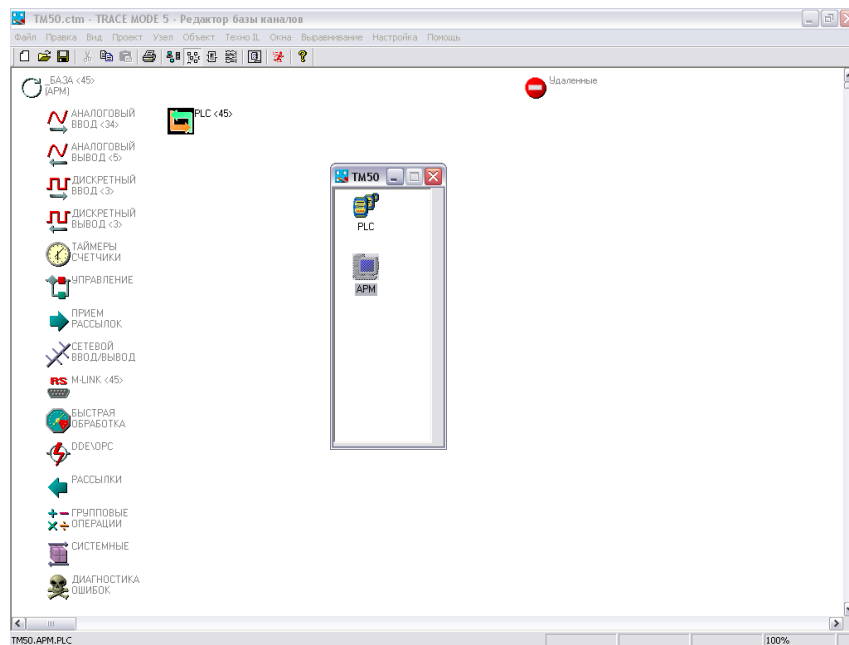 TM50.ctm - TRACE MODE 5 - Редактор базы каналов
Файл Правка Вид Проект Узел Объект Техно IL Окна Выравнивание Настройка Помощь
_БАЗА <45>
(АРМ)
Удаленные
АНАЛОГОВЫЙ
ВВОД <34>
PLC <45>
АНАЛОГОВЫЙ
ВЫВОД <5>
ДИСКРЕТНЫЙ
ВВОД <3>
ДИСКРЕТНЫЙ
ВЫВОД <3>
ТАЙМЕРЫ
СЧЕТЧИКИ
УПРАВЛЕНИЕ
ПРИЕМ
РАССЫЛОК
СЕТЕВОЙ
ВВОД/ВЫВОД
RS M-LINK <45>
БЫСТРАЯ
ОБРАБОТКА
DDE\OPC
РАССЫЛКИ
ГРУППОВЫЕ
ОПЕРАЦИИ
СИСТЕМНЫЕ
ДИАГНОСТИКА
ОШИБОК
TM50
PLC
АРМ
TM50.APM.PLC
100%